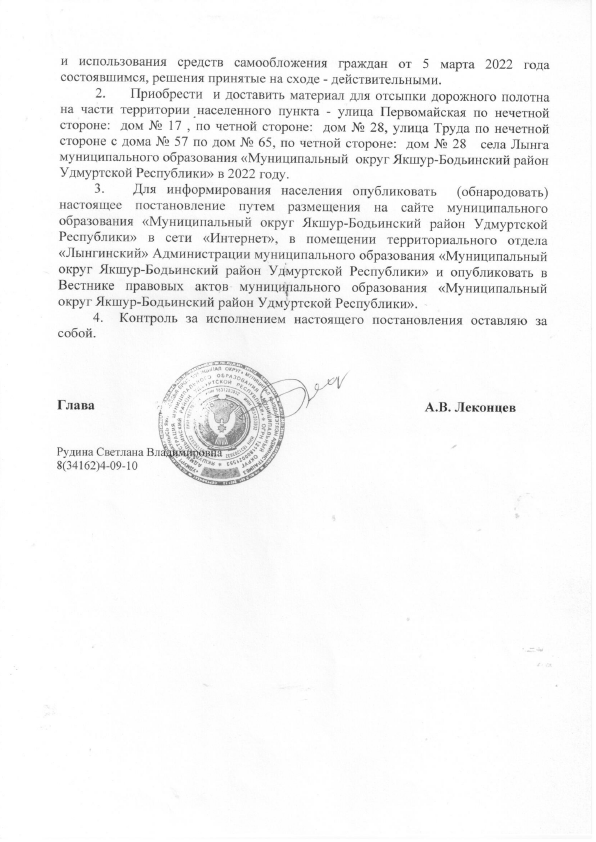 и использования средств самообложения граждан от 5 марта 2022 года
состоявшимся, решения принятые на сходе - действительными.
2. Приобрести и доставить материал для отсыпки дорожного полотна
на части территории населенного пункта - улица Первомайская по нечетной
стороне: дом № 17 , по четной стороне: дом № 28, улица Труда по нечетной
стороне с дома № 57 по дом № 65, по четной стороне: дом № 28 села Лынга
муниципального образования «Муниципальный округ Якшур-Бодьинский район
Удмуртской Республики» в 2022 году.
3. Для информирования населения опубликовать (обнародовать)
настоящее постановление путем размещения на сайте муниципального
образования «Муниципальный округ Якшур-Бодьинский район Удмуртской
Республики» в сети «Интернет», в помещении территориального отдела
«Лынгинский» Администрации муниципального образования «Муниципальный
округ Якшур-Бодьинский район Удмуртской Республики» и опубликовать в
Вестнике правовых актов муниципального образования «Муниципальный
округ Якшур-Бодьинский район Удмуртской Республики».
4. Контроль за исполнением настоящего постановления оставляю за
собой.
Глава
А.В. Леконцев
Рудина Светлана Владимировна
8(34162)4-09-10